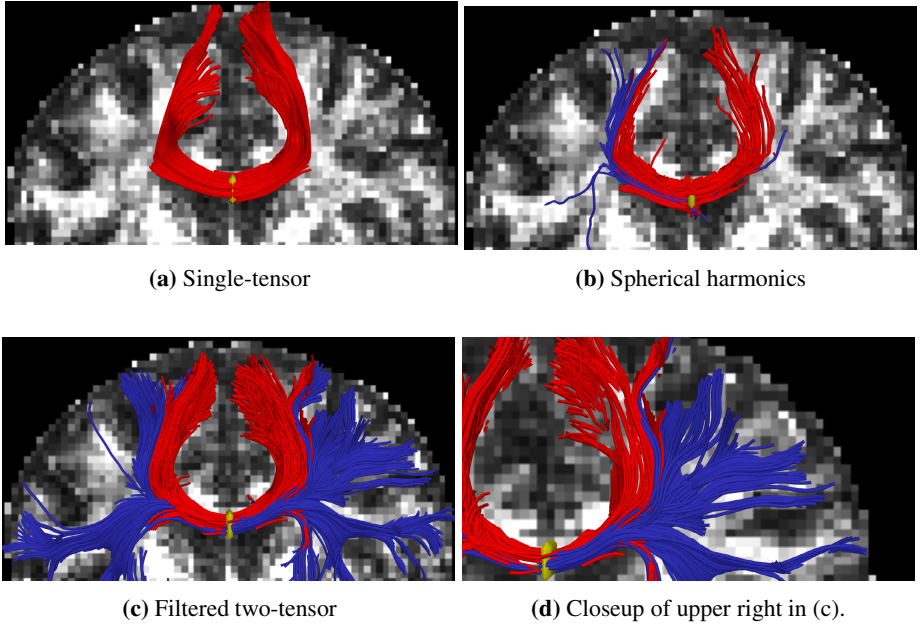 (a) Single-tensor
(b) Spherical harmonics
(c) Filtered two-tensor
(d) Closeup of upper right in (c).